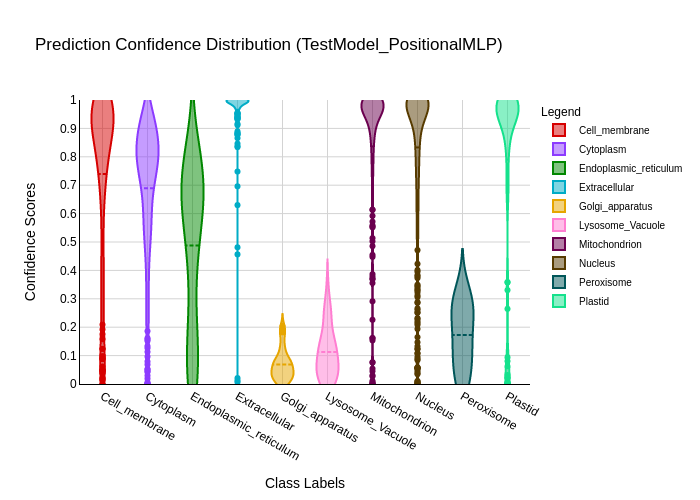 Prediction Confidence Distribution (TestModel_PositionalMLP)
Confidence Scores
1
0.9
0.8
0.7
0.6
0.5
0.4
0.3
0.2
0.1
0
Cell_membrane
Cytoplasm
Endoplasmic_reticulum
Extracellular
Golgi_apparatus
Lysosome_Vacuole
Mitochondrion
Nucleus
Peroxisome
Plastid
Class Labels
Legend
Cell_membrane
Cytoplasm
Endoplasmic_reticulum
Extracellular
Golgi_apparatus
Lysosome_Vacuole
Mitochondrion
Nucleus
Peroxisome
Plastid